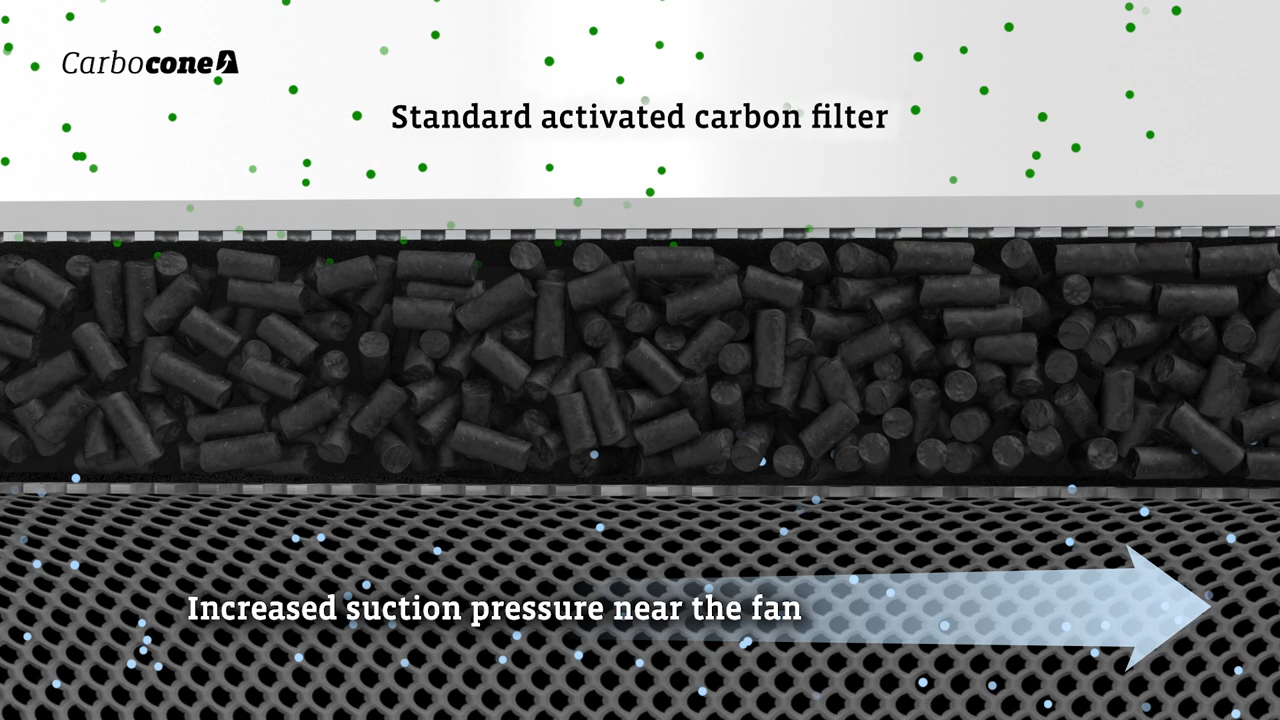 Carbocone
Standard activated carbon filter
Increased suction pressure near the fan